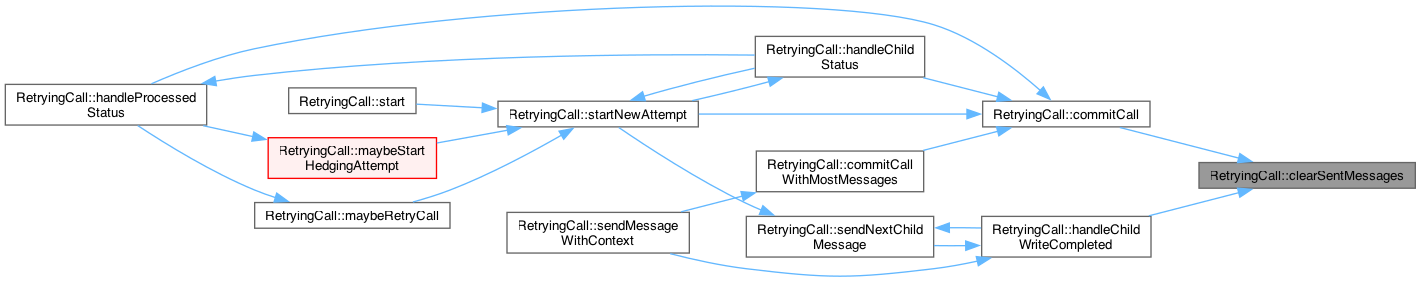 RetryingCall::handleProcessed
Status
RetryingCall::start
RetryingCall::maybeStart
HedgingAttempt
RetryingCall::maybeRetryCall
RetryingCall::startNewAttempt
RetryingCall::sendMessage
WithContext
RetryingCall::handleChild
Status
RetryingCall::commitCall
WithMostMessages
RetryingCall::sendNextChild
Message
RetryingCall::commitCall
RetryingCall::handleChild
WriteCompleted
RetryingCall::clearSentMessages